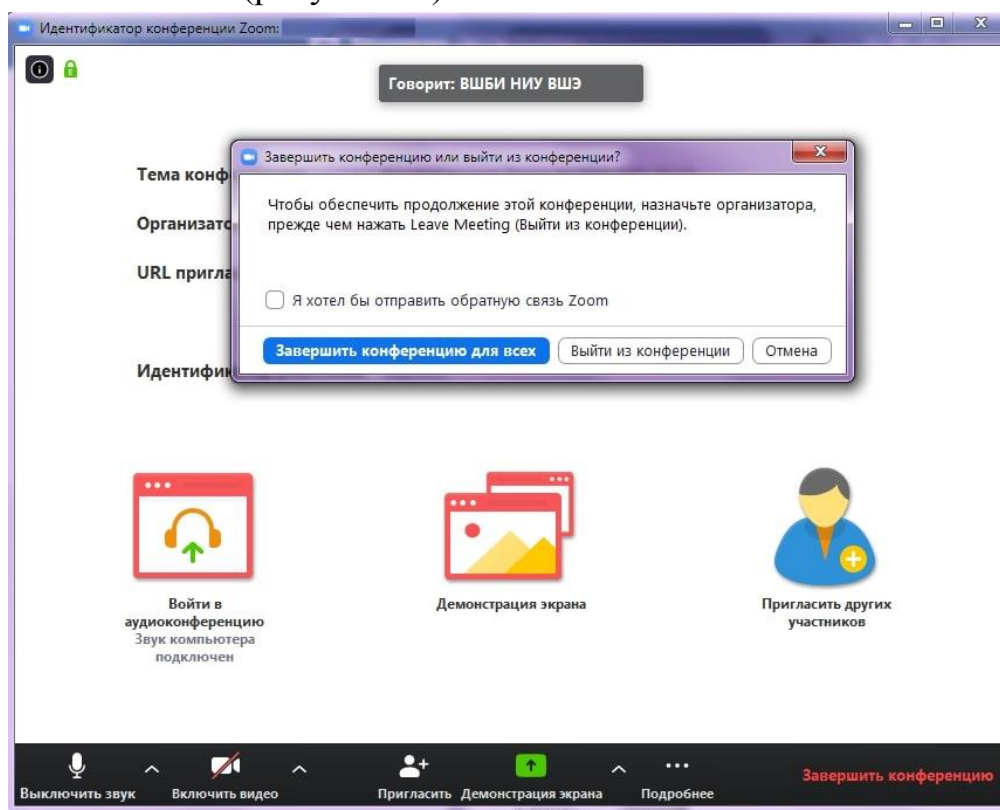 Идентификатор конференции Zoom:
Говорит: ВШБИ НИУ ВШЭ
Завершить конференцию или выйти из конференции?
Тема конф
Чтобы обеспечить продолжение этой конференции, назначьте организатора,
прежде чем нажать Leave Meeting (Выйти из конференции).
Организато
URL пригла
Я хотел бы отправить обратную связь Zoom
Завершить конференцию для всех
Выйти из конференции
Отмена
Идентифик
Войти в
аудиоконференцию
Звук компьютера
подключен
Демонстрация экрана
Пригласить других
участников
Выключить звук
Включить видео
Пригласить
Демонстрация экрана
Подробнее
Завершить конференцию